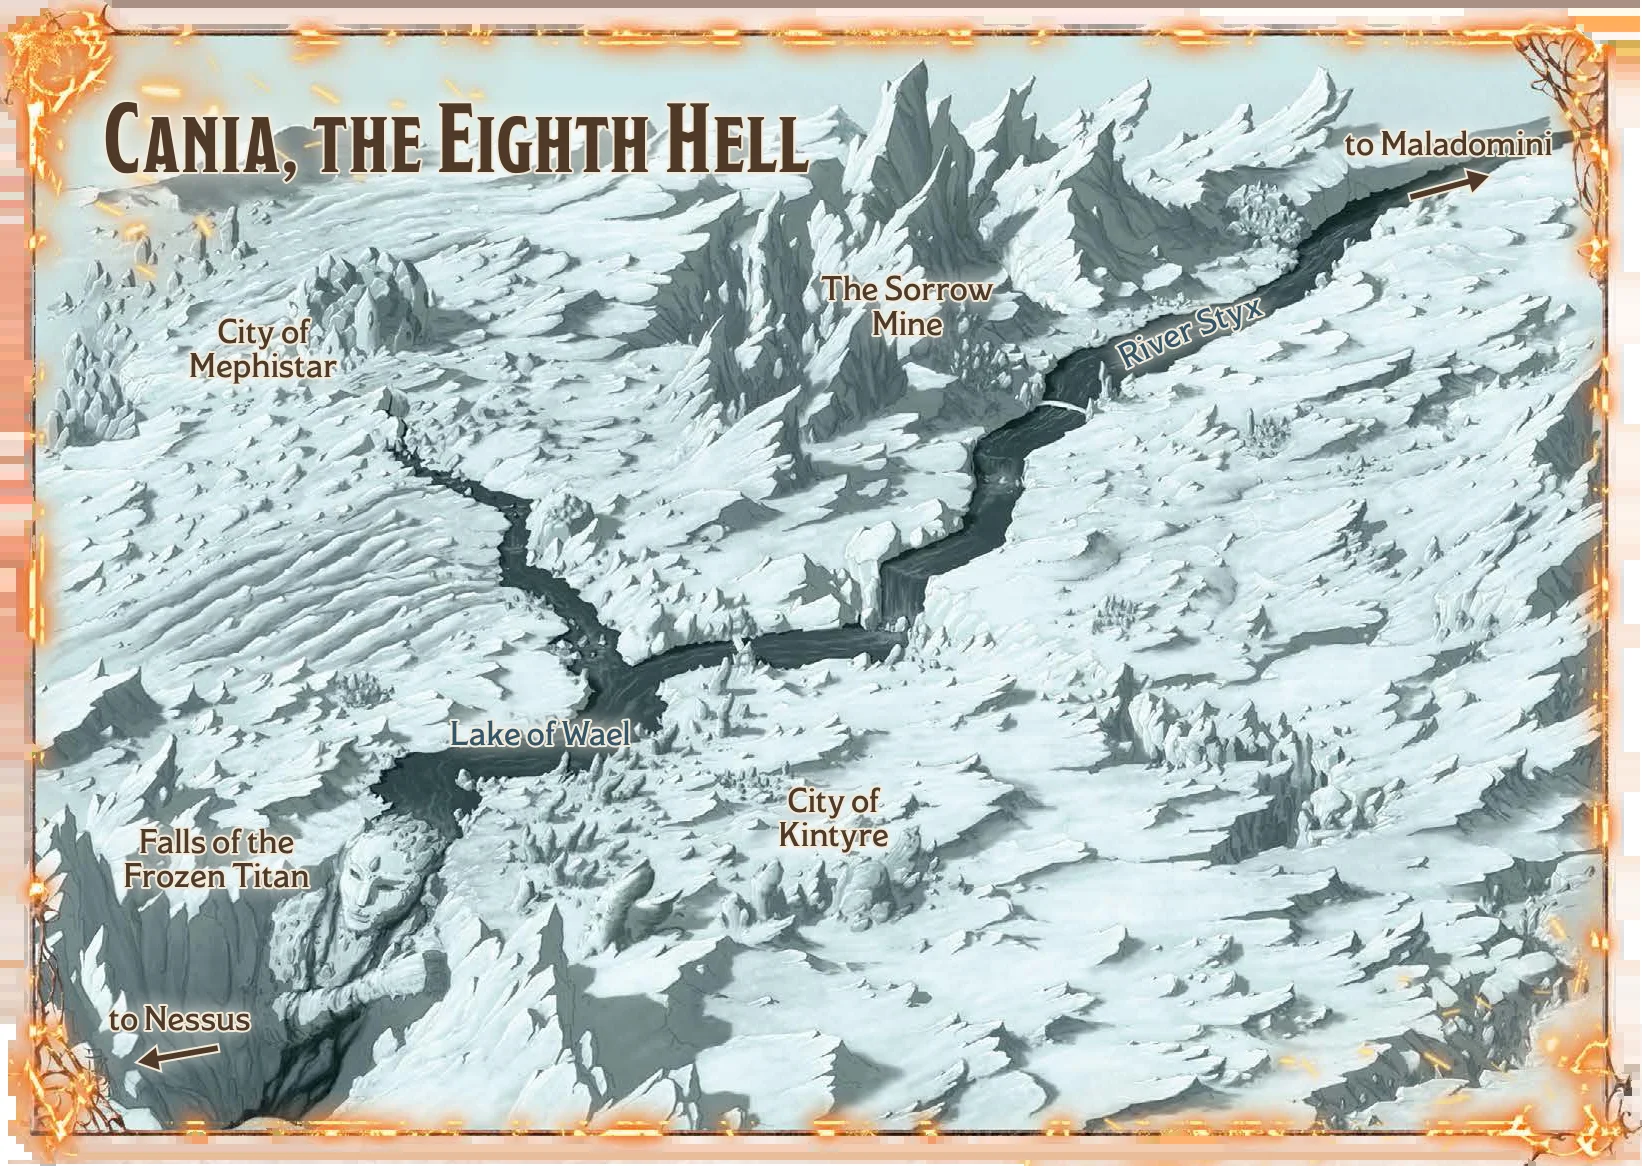 CANIA, THE EIGHTH HELL
to Maladomini
The Sorrow
Mine
River Styx
City of
Mephistar
Lake of Wael
City of
Kintyre
Falls of the
Frozen Titan
to Nessus